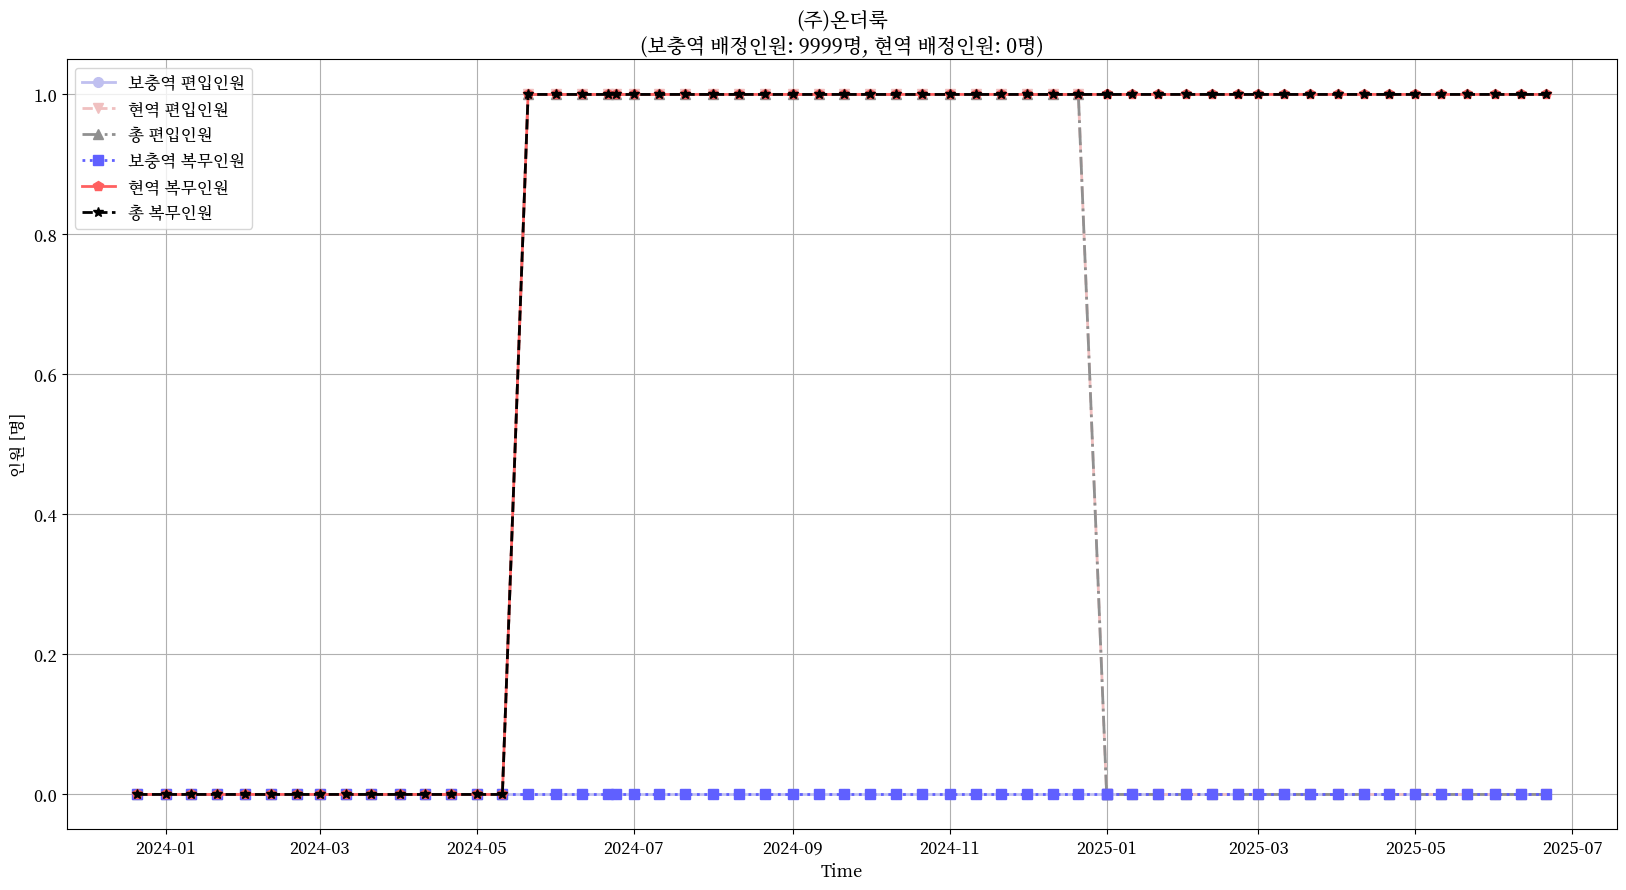 (주)온더룩
(보충역 배정인원: 9999명, 현역 배정인원: 0명)
보충역 편입인원
현역 편입인원
총 편입인원
보충역 복무인원
현역 복무인원
총 복무인원
1.0
0.8
0.6
0.4
0.2
0.0
인원 [명]
2024-01
2024-03
2024-05
2024-07
2024-09
2024-11
2025-01
2025-03
2025-05
2025-07
Time